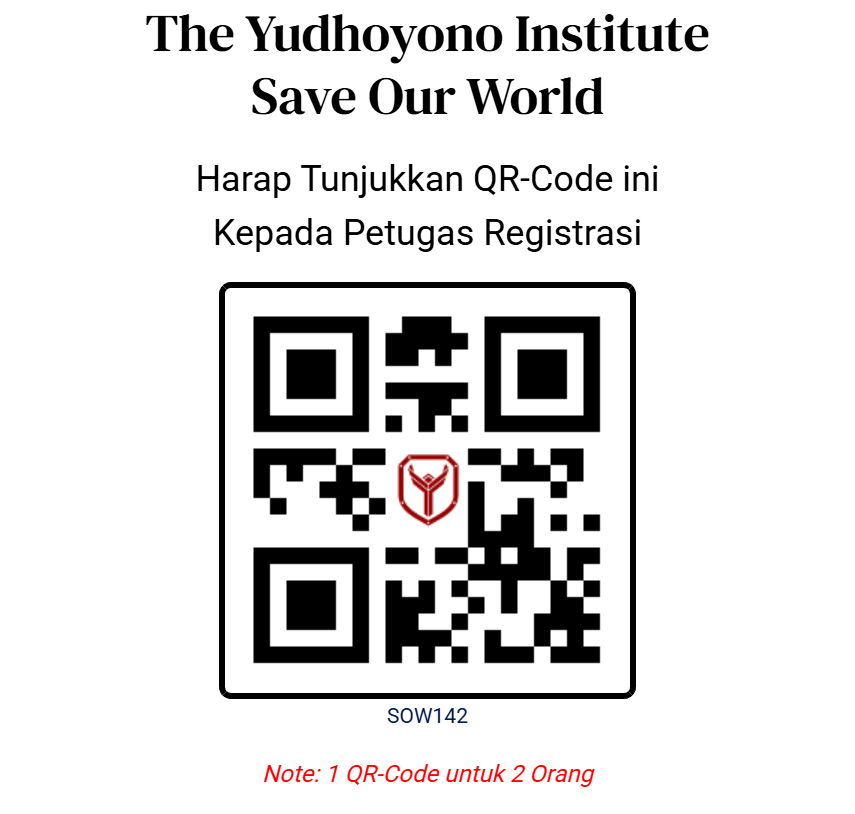 The Yudhoyono Institute
Save Our World
Harap Tunjukkan QR-Code ini
Kepada Petugas Registrasi
SOW142
Note: 1 QR-Code untuk 2 Orang